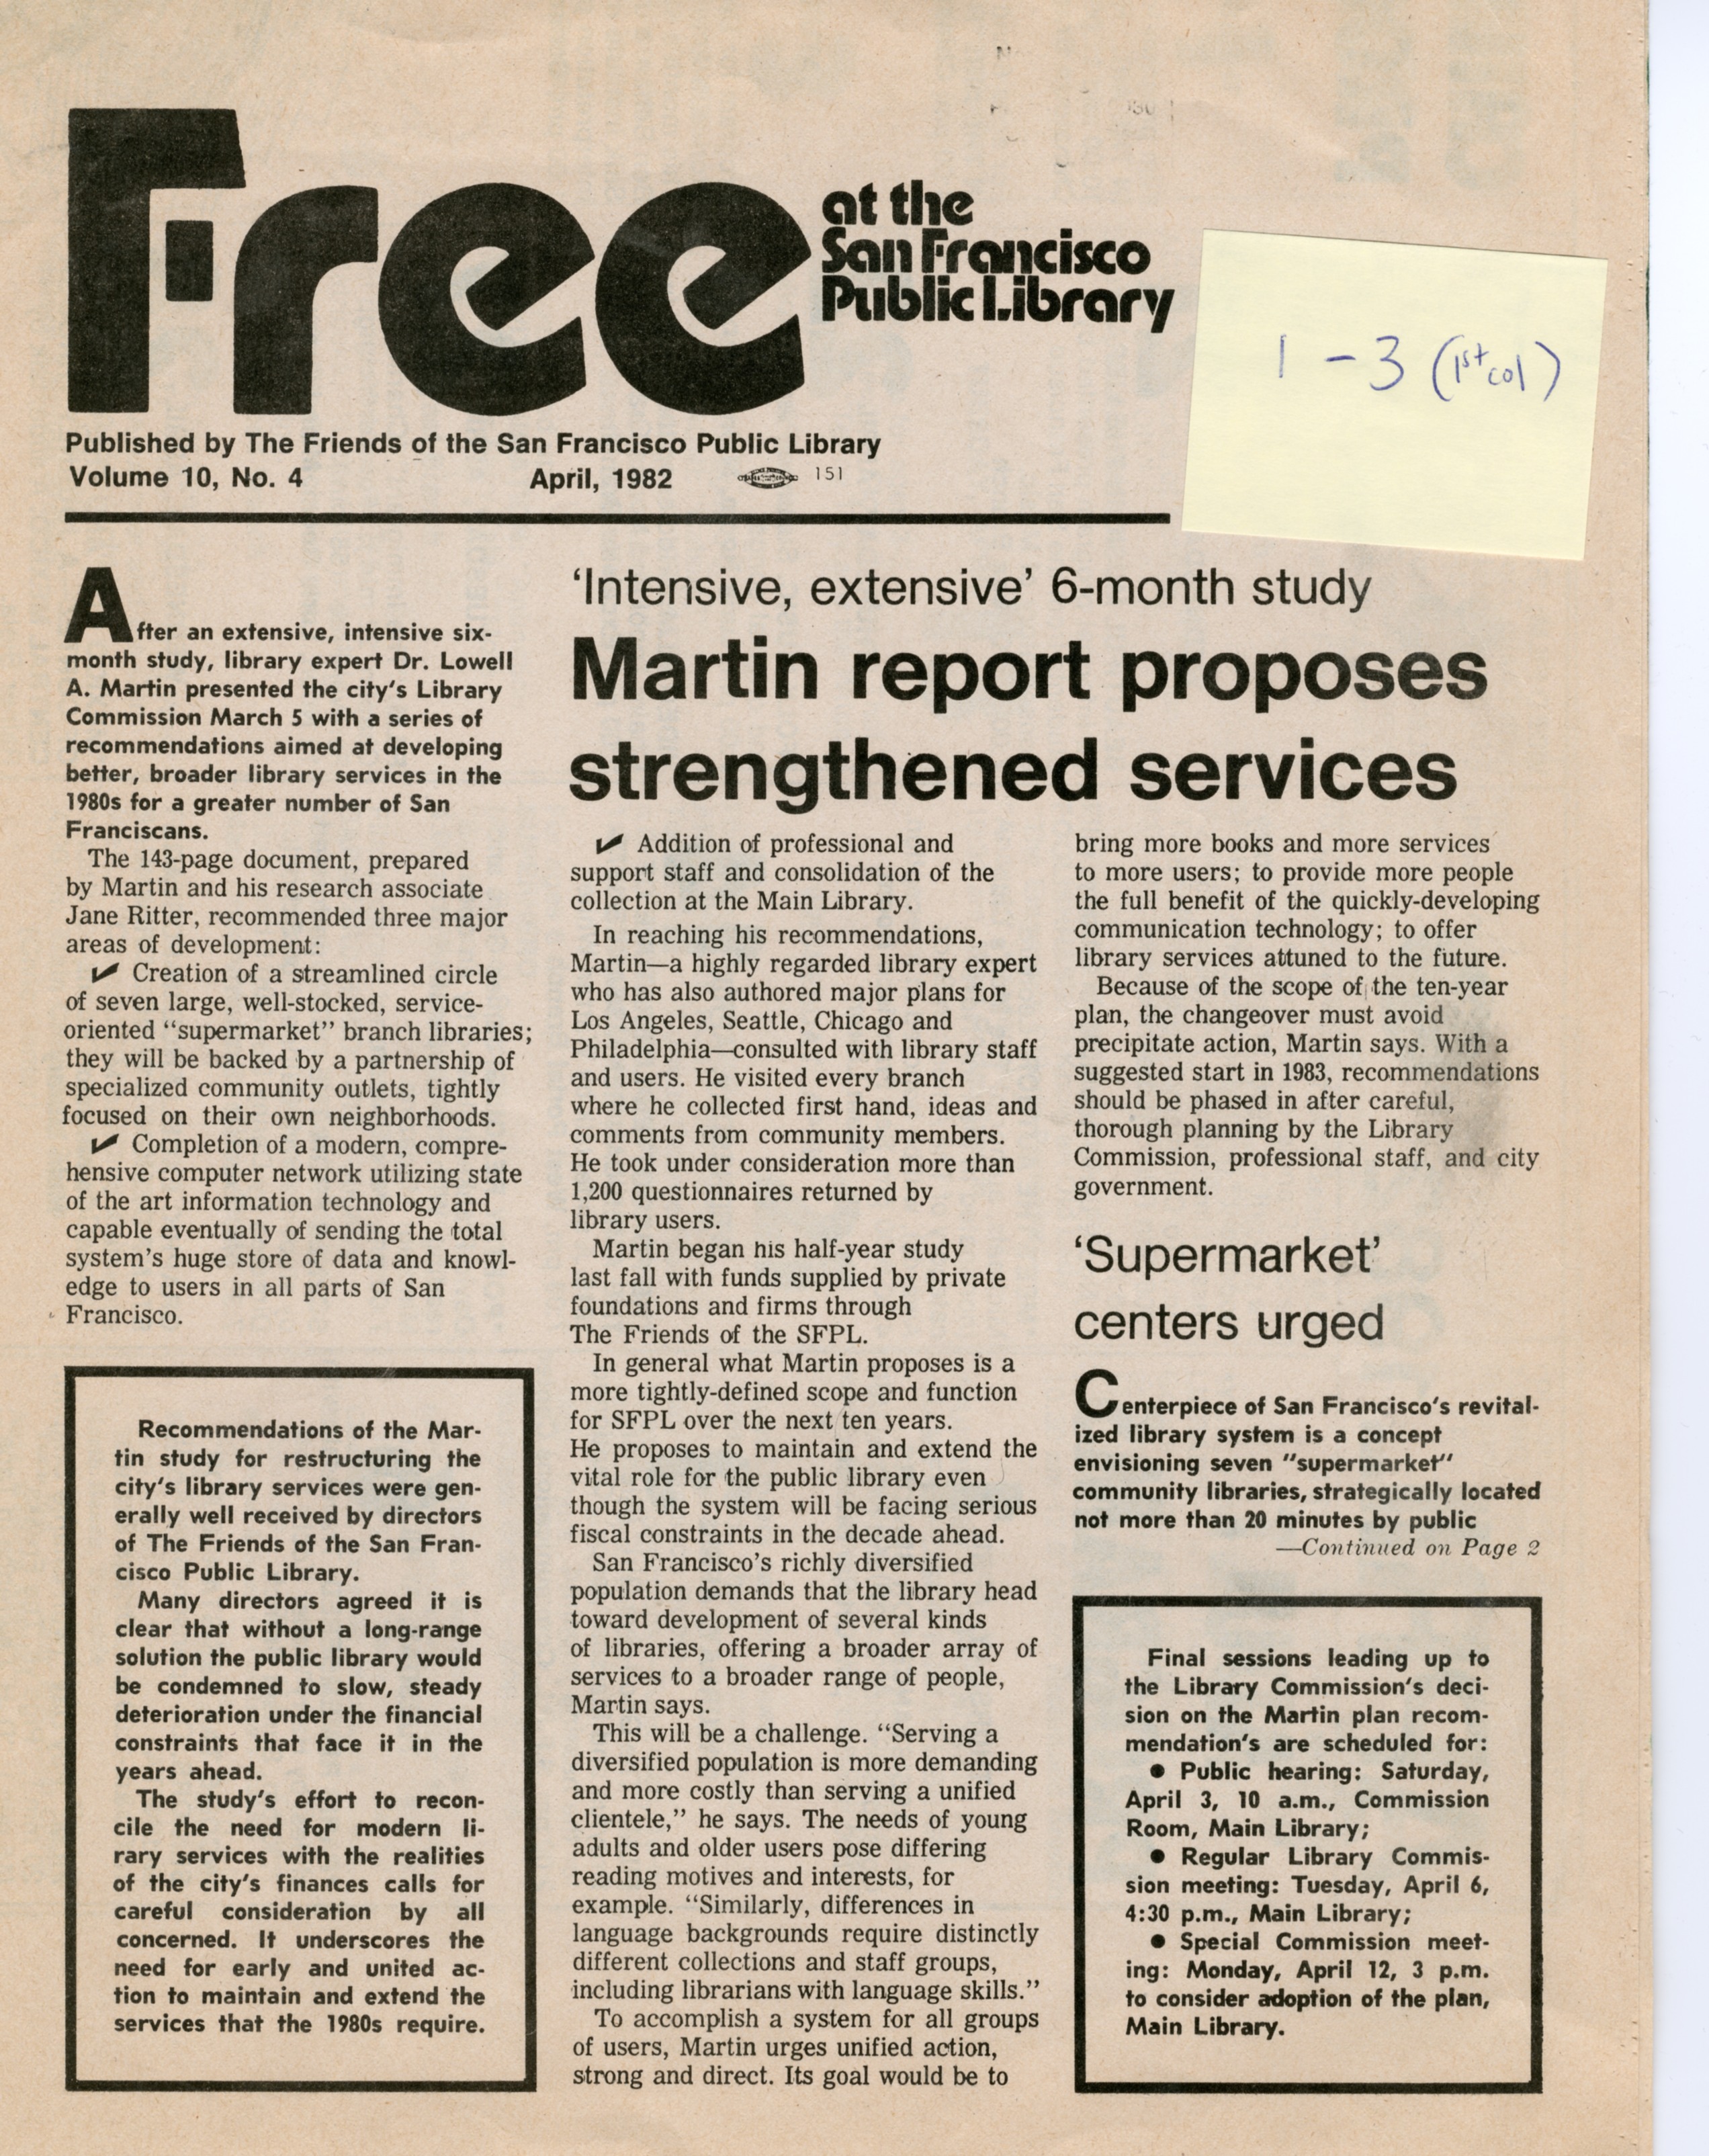 Free
at the
San Francisco
Public Library
1 - 3 (1st col)
Published by The Friends of the San Francisco Public Library
Volume 10, No. 4 April, 1982 151
After an extensive, intensive six-
month study, library expert Dr. Lowell
A. Martin presented the city's Library
Commission March 5 with a series of
recommendations aimed at developing
better, broader library services in the
1980s for a greater number of San
Franciscans.
The 143-page document, prepared
by Martin and his research associate
Jane Ritter, recommended three major
areas of development:
✔ Creation of a streamlined circle
of seven large, well-stocked, service-
oriented “supermarket” branch libraries;
they will be backed by a partnership of
specialized community outlets, tightly
focused on their own neighborhoods.
✔ Completion of a modern, compre-
hensive computer network utilizing state
of the art information technology and
capable eventually of sending the total
system's huge store of data and knowl-
edge to users in all parts of San
Francisco.
Recommendations of the Mar-
tin study for restructuring the
city's library services were gen-
erally well received by directors
of The Friends of the San Fran-
cisco Public Library.
Many directors agreed it is
clear that without a long-range
solution the public library would
be condemned to slow, steady
deterioration under the financial
constraints that face it in the
years ahead.
The study's effort to recon-
cile the need for modern li-
rary services with the realities
of the city's finances calls for
careful consideration by all
concerned. It underscores the
need for early and united ac-
tion to maintain and extend the
services that the 1980s require.
‘Intensive, extensive’ 6-month study
Martin report proposes
strengthened services
✔ Addition of professional and
support staff and consolidation of the
collection at the Main Library.
In reaching his recommendations,
Martin—a highly regarded library expert
who has also authored major plans for
Los Angeles, Seattle, Chicago and
Philadelphia—consulted with library staff
and users. He visited every branch
where he collected first hand, ideas and
comments from community members.
He took under consideration more than
1,200 questionnaires returned by
library users.
Martin began his half-year study
last fall with funds supplied by private
foundations and firms through
The Friends of the SFPL.
In general what Martin proposes is a
more tightly-defined scope and function
for SFPL over the next ten years.
He proposes to maintain and extend the
vital role for the public library even
though the system will be facing serious
fiscal constraints in the decade ahead.
San Francisco's richly diversified
population demands that the library head
toward development of several kinds
of libraries, offering a broader array of
services to a broader range of people,
Martin says.
This will be a challenge. “Serving a
diversified population is more demanding
and more costly than serving a unified
clientele,” he says. The needs of young
adults and older users pose differing
reading motives and interests, for
example. “Similarly, differences in
language backgrounds require distinctly
different collections and staff groups,
including librarians with language skills.”
To accomplish a system for all groups
of users, Martin urges unified action,
strong and direct. Its goal would be to
bring more books and more services
to more users; to provide more people
the full benefit of the quickly-developing
communication technology; to offer
library services attuned to the future.
Because of the scope of the ten-year
plan, the changeover must avoid
precipitate action, Martin says. With a
suggested start in 1983, recommendations
should be phased in after careful,
thorough planning by the Library
Commission, professional staff, and city
government.
‘Supermarket’
centers urged
Centerpiece of San Francisco's revital-
ized library system is a concept
envisioning seven “supermarket”
community libraries, strategically located
not more than 20 minutes by public
—Continued on Page 2
Final sessions leading up to
the Library Commission's deci-
sion on the Martin plan recom-
mendation's are scheduled for:
● Public hearing: Saturday,
April 3, 10 a.m., Commission
Room, Main Library;
● Regular Library Commis-
sion meeting: Tuesday, April 6,
4:30 p.m., Main Library;
● Special Commission meet-
ing: Monday, April 12, 3 p.m.
to consider adoption of the plan,
Main Library.